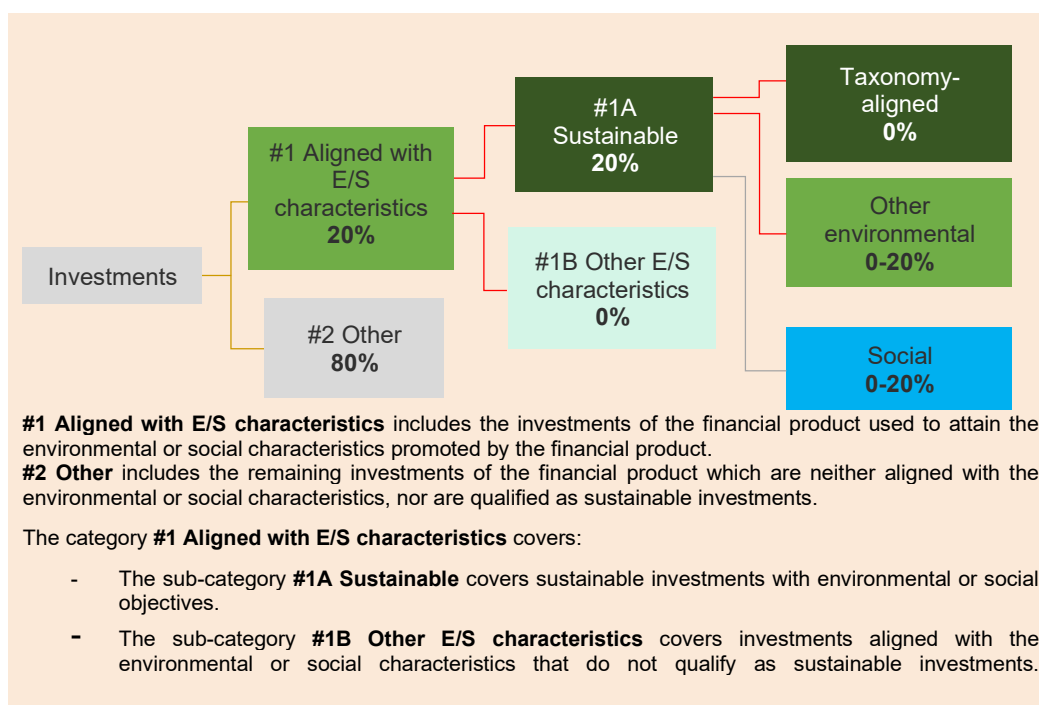 Investments
#1 Aligned with
E/S
characteristics
20%
#2 Other
80%
#1A
Sustainable
20%
#1B Other E/S
characteristics
0%
Taxonomy-
aligned
0%
Other
environmental
0-20%
Social
0-20%
#1 Aligned with E/S characteristics includes the investments of the financial product used to attain the
environmental or social characteristics promoted by the financial product.
#2 Other includes the remaining investments of the financial product which are neither aligned with the
environmental or social characteristics, nor are qualified as sustainable investments.
The category #1 Aligned with E/S characteristics covers:
- The sub-category #1A Sustainable covers sustainable investments with environmental or social
objectives.
- The sub-category #1B Other E/S characteristics covers investments aligned with the
environmental or social characteristics that do not qualify as sustainable investments.